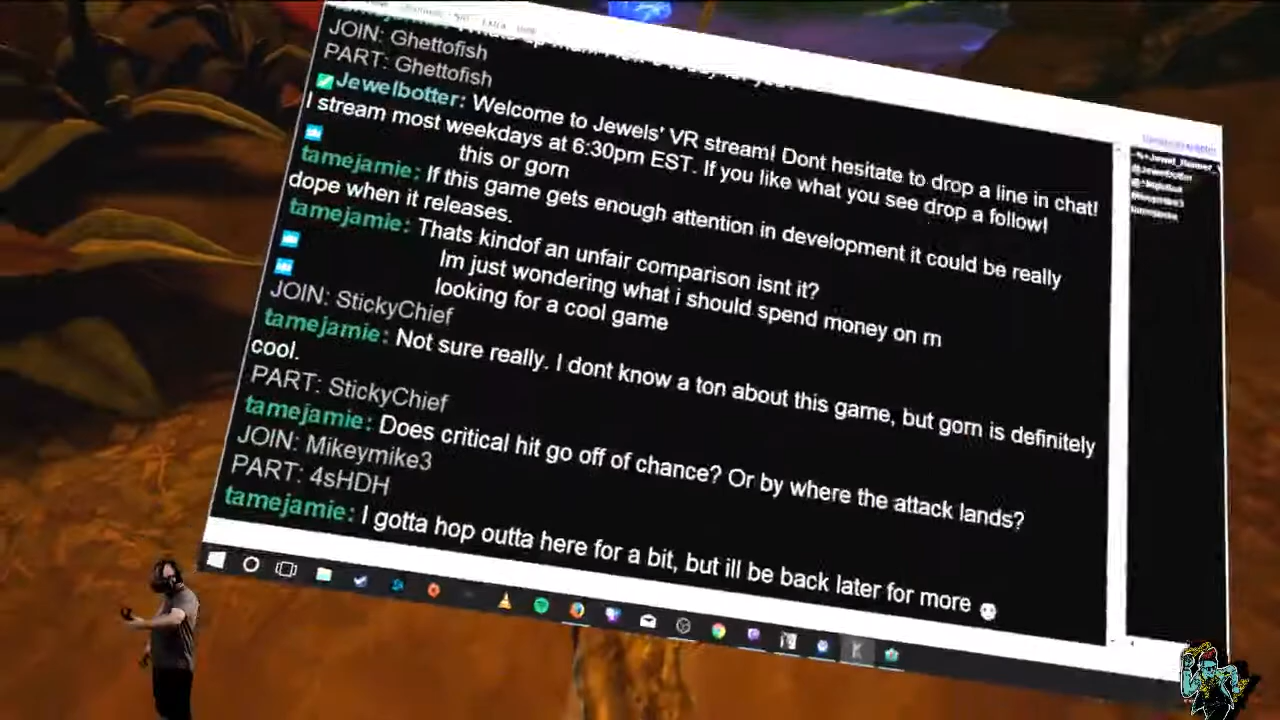 JOIN: Ghettofish
PART: Ghettofish
Jewelbotter: Welcome to Jewels' VR stream! Dont hesitate to drop a line in chat!
I stream most weekdays at 6:30pm EST. If you like what you see drop a follow!
this or gorn
tamejamie: If this game gets enough attention in development it could be really
dope when it releases.
tamejamie: Thats kindof an unfair comparison isnt it?
Im just wondering what i should spend money on rn
looking for a cool game
JOIN: StickyChief
tamejamie: Not sure really. I dont know a ton about this game, but gorn is definitely
cool.
PART: StickyChief
tamejamie: Does critical hit go off of chance? Or by where the attack lands?
JOIN: Mikeymike3
PART: 4sHDH
tamejamie: I gotta hop outta here for a bit, but ill be back later for more